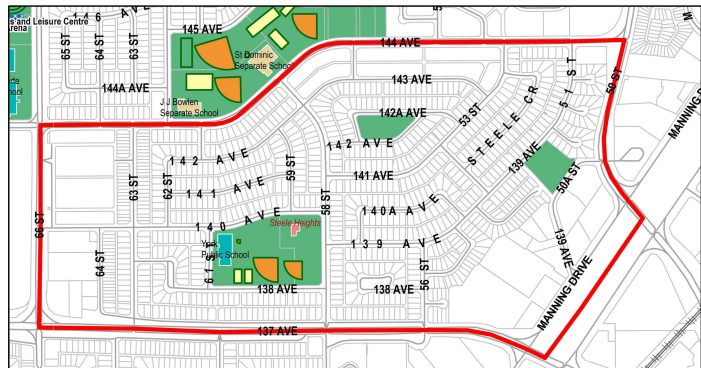 146 AVE
s and Leisure Centre
Arena
145 AVE
65 ST
64 ST
63 ST
St Dominic
Separate School
144 AVE
144A AVE
143 AVE
51 ST
50 ST
J J Bowlen
Separate School
142A AVE
53 ST
STEELE CR
MANNING
142 AVE
142 AVE
139 AVE
141 AVE
141 AVE
50A ST
63 ST
62 ST
59 ST
58 ST
140A AVE
140 AVE
Steele Heights
66 ST
139 AVE
139 AVE
York
Public School
61 S
64 ST
56 ST
138 AVE
138 AVE
MANNING DRIVE
137 AVE